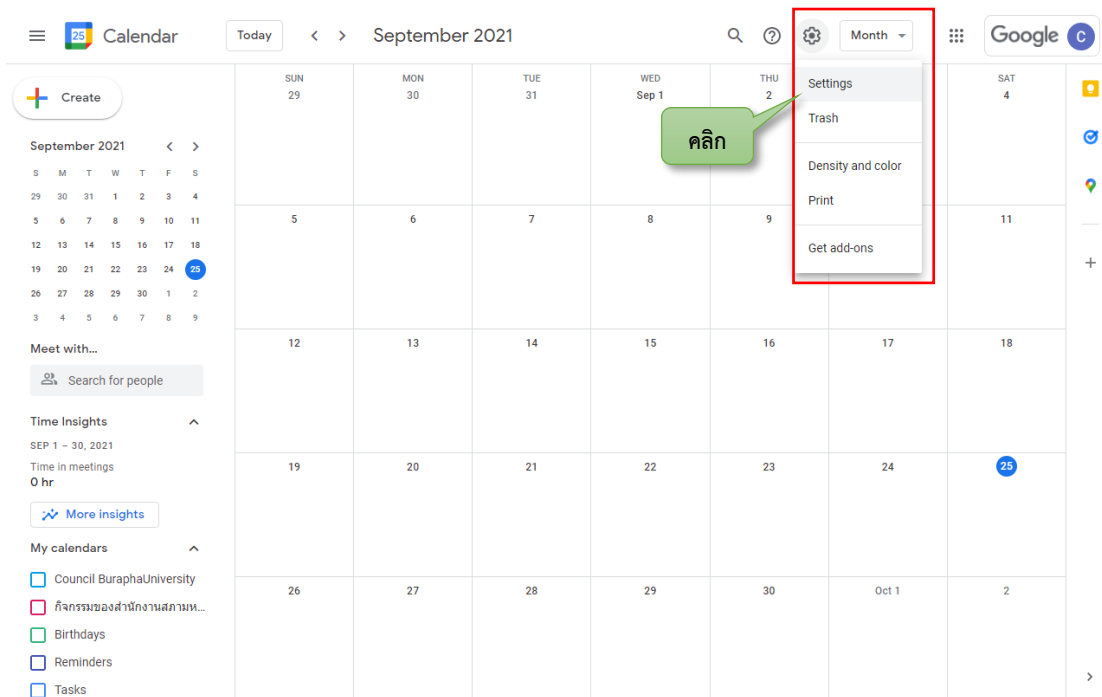 25 Calendar Today September 2021 Month Google C
Create
September 2021
S M T W T F S
29 30 31 1 2 3 4
5 6 7 8 9 10 11
12 13 14 15 16 17 18
19 20 21 22 23 24 25
26 27 28 29 30 1 2
3 4 5 6 7 8 9
Meet with...
Search for people
Time Insights
SEP 1 – 30, 2021
Time in meetings
0 hr
More insights
My calendars
Council BuraphaUniversity
กิจกรรมของสำนักงานสภามห...
Birthdays
Reminders
Tasks
SUN MON TUE WED THU SAT
29 30 31 Sep 1 2 4
Settings
Trash
Density and color
Print
Get add-ons
คลิก
5 6 7 8 9 11
12 13 14 15 16 17 18
19 20 21 22 23 24 25
26 27 28 29 30 Oct 1 2